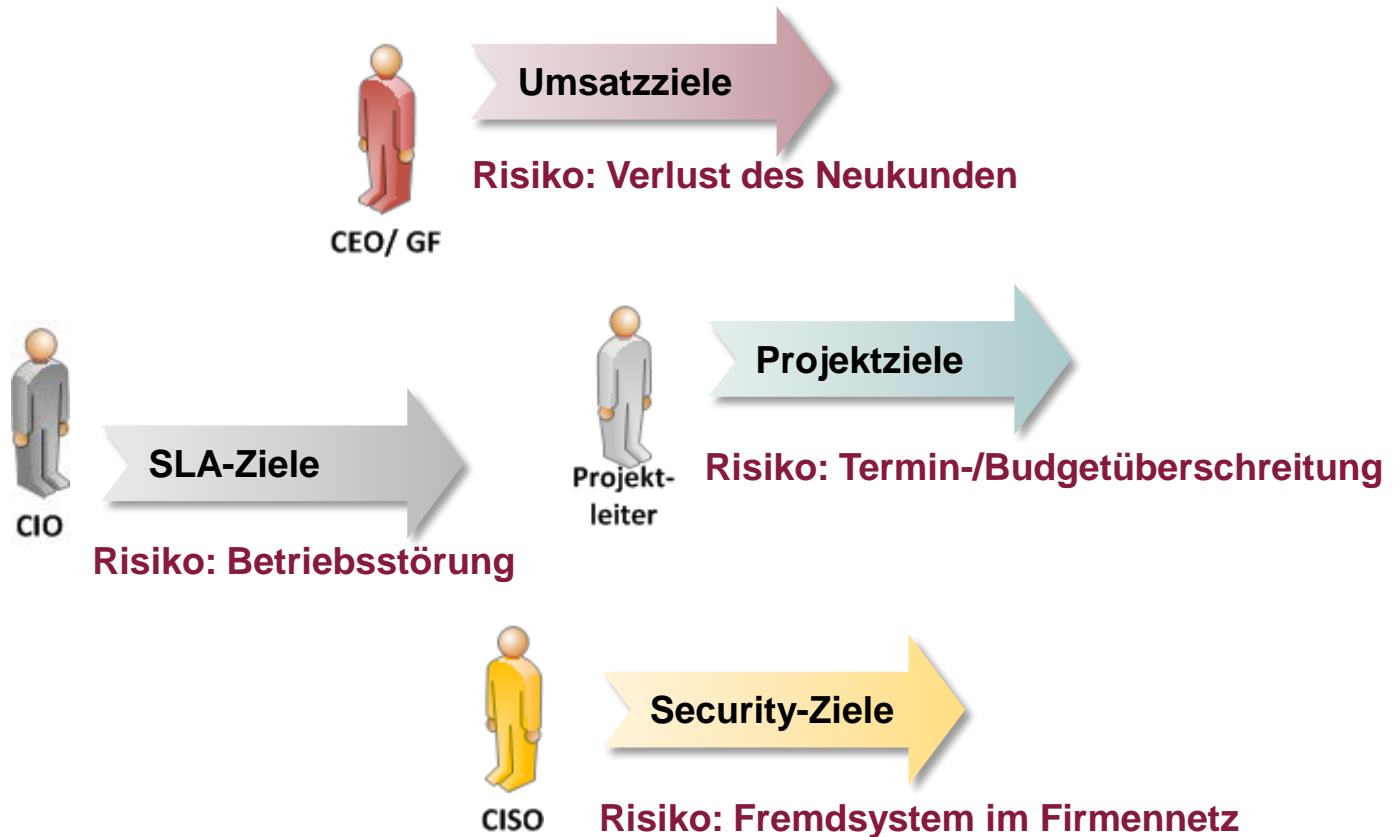 Umsatzziele
Risiko: Verlust des Neukunden
CEO/ GF
Projektziele
Risiko: Termin-/Budgetüberschreitung
Projekt-
leiter
SLA-Ziele
CIO
Risiko: Betriebsstörung
Security-Ziele
CISO
Risiko: Fremdsystem im Firmennetz